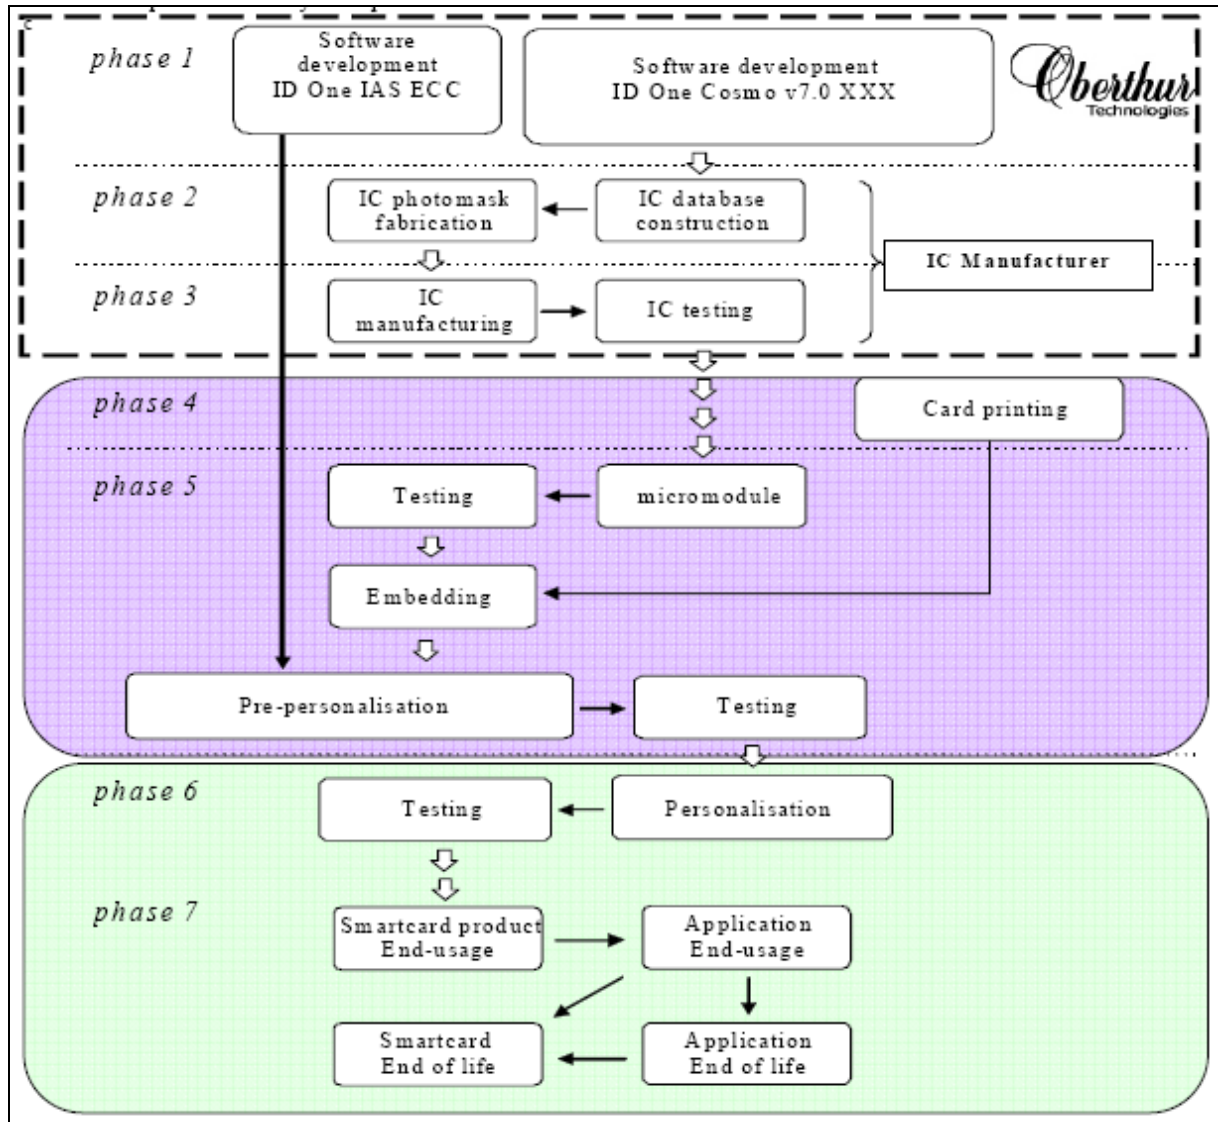 phase 1
Software
development
ID One IAS ECC
Software development
ID One Cosmo v7.0 XXX
Oberthur
Technologies
phase 2
IC photomask
fabrication
IC database
construction
IC Manufacturer
phase 3
IC
manufacturing
IC testing
phase 4
Card printing
phase 5
Testing
micromodule
Embedding
Pre-personalisation
Testing
phase 6
Testing
Personalisation
phase 7
Smartcard product
End-usage
Application
End-usage
Smartcard
End of life
Application
End of life